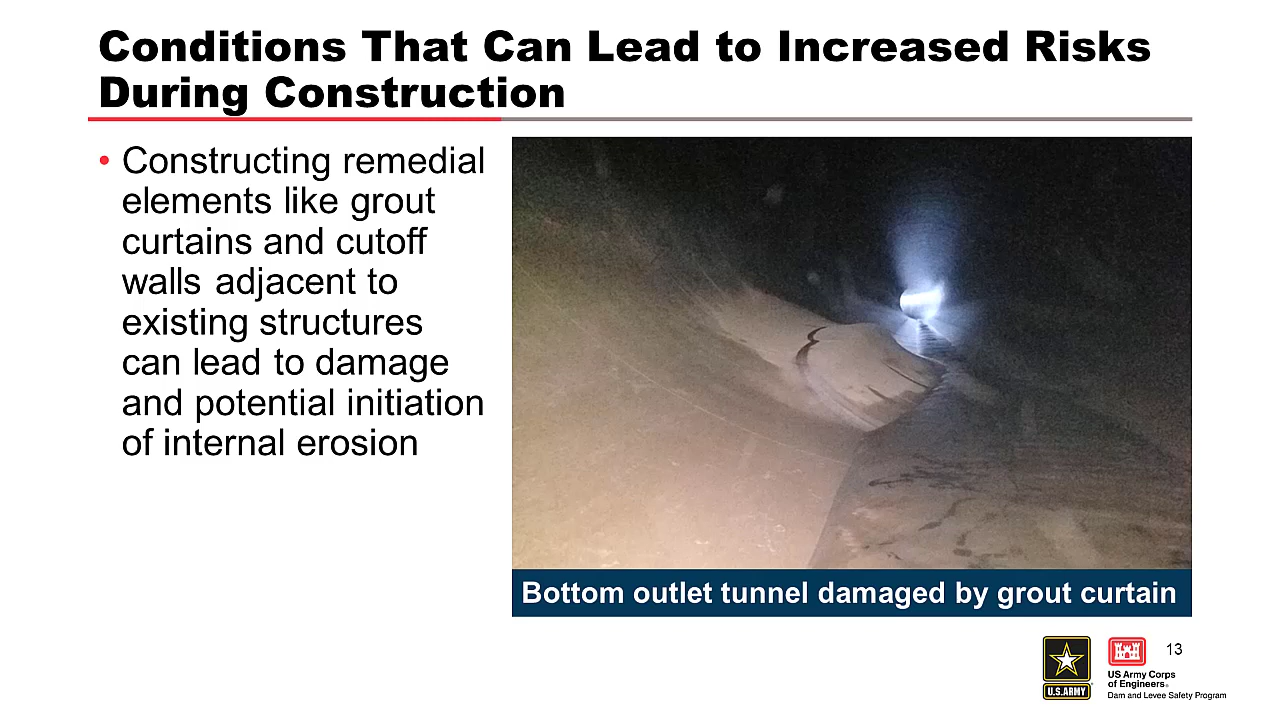 Conditions That Can Lead to Increased Risks
During Construction
• Constructing remedial
elements like grout
curtains and cutoff
walls adjacent to
existing structures
can lead to damage
and potential initiation
of internal erosion
Bottom outlet tunnel damaged by grout curtain
U.S.ARMY
US Army Corps
of Engineers®
Dam and Levee Safety Program
13